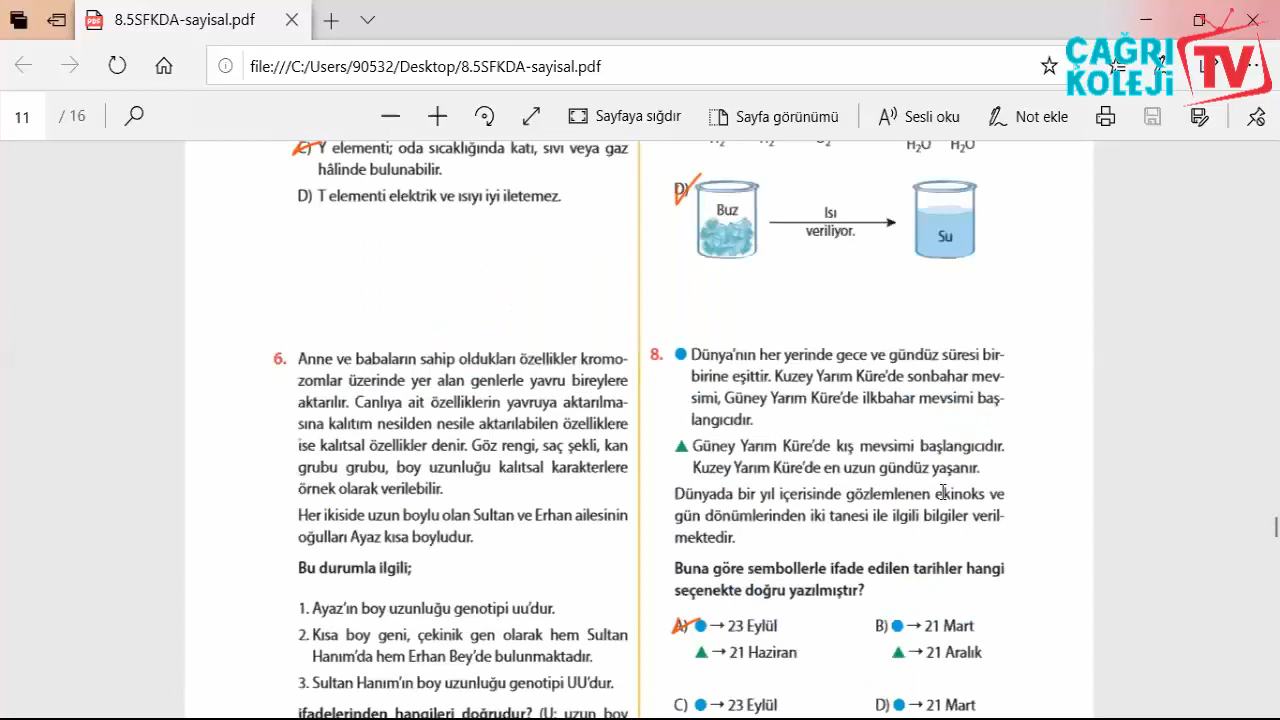 8.5SFKDA-sayisal.pdf
file:///C:/Users/90532/Desktop/8.5SFKDA-sayisal.pdf
ÇAĞRI
KOLEJİ
TV
11 / 16
Sayfaya sığdır
Sayfa görünümü
Sesli oku
Not ekle
C) Y elementi; oda sıcaklığında katı, sıvı veya gaz
hâlinde bulunabilir.
D) T elementi elektrik ve ısıyı iyi iletemez.
6. Anne ve babaların sahip oldukları özellikler kromo-
zomlar üzerinde yer alan genlerle yavru bireylere
aktarılır. Canlıya ait özelliklerin yavruya aktarılma-
sına kalıtım nesilden nesile aktarılabilen özelliklere
ise kalıtsal özellikler denir. Göz rengi, saç şekli, kan
grubu grubu, boy uzunluğu kalıtsal karakterlere
örnek olarak verilebilir.
Her ikiside uzun boylu olan Sultan ve Erhan ailesinin
oğulları Ayaz kısa boyludur.
Bu durumla ilgili;
1. Ayaz'ın boy uzunluğu genotipi uu'dur.
2. Kısa boy geni, çekinik gen olarak hem Sultan
Hanım'da hem Erhan Bey'de bulunmaktadır.
3. Sultan Hanım'ın boy uzunluğu genotipi UU'dur.
ifadelerinden hangileri doğrudur? (U: uzun boy
H₂O H₂O
D)
Buz
Isı
veriliyor.
Su
8. Dünya'nın her yerinde gece ve gündüz süresi bir-
birine eşittir. Kuzey Yarım Küre'de sonbahar mev-
simi, Güney Yarım Küre'de ilkbahar mevsimi baş-
langıcıdır.
Güney Yarım Küre'de kış mevsimi başlangıcıdır.
Kuzey Yarım Küre'de en uzun gündüz yaşanır.
Dünyada bir yıl içerisinde gözlemlenen ekinoks ve
gün dönümlerinden iki tanesi ile ilgili bilgiler veril-
mektedir.
Buna göre sembollerle ifade edilen tarihler hangi
seçenekte doğru yazılmıştır?
A) ● → 23 Eylül
▲ → 21 Haziran
B) ● → 21 Mart
▲ → 21 Aralık
C) ● → 23 Eylül
D) ● → 21 Mart